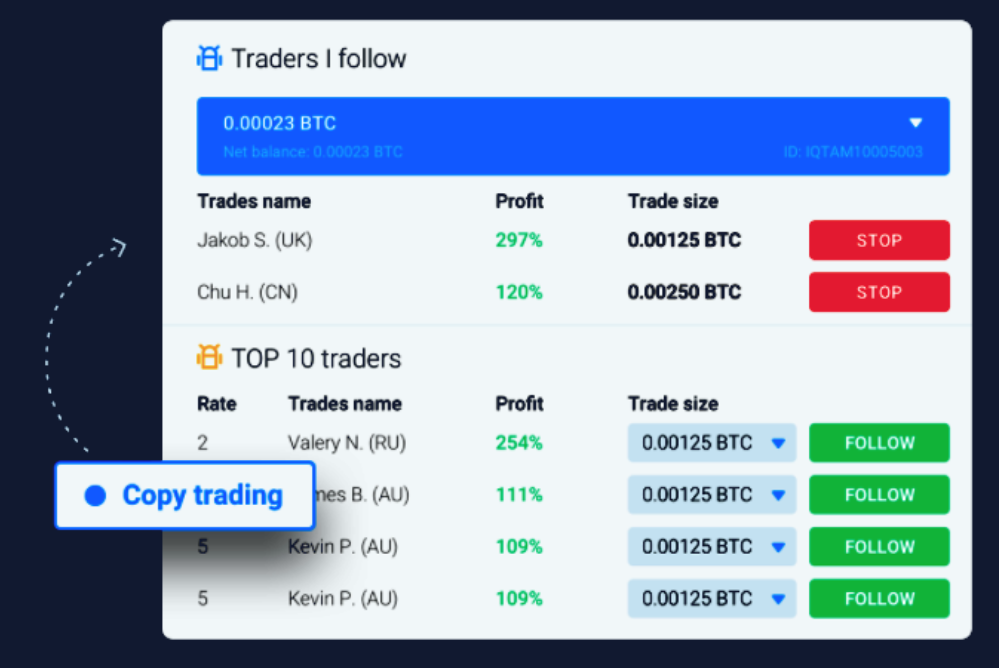 Traders I follow
0.00023 BTC
Net balance: 0.00023 BTC ID: IQTAM10005003
Trades name Profit Trade size
Jakob S. (UK) 297% 0.00125 BTC STOP
Chu H. (CN) 120% 0.00250 BTC STOP
TOP 10 traders
Rate Trades name Profit Trade size
2 Valery N. (RU) 254% 0.00125 BTC FOLLOW
Copy trading
B. (AU) 111% 0.00125 BTC FOLLOW
5 Kevin P. (AU) 109% 0.00125 BTC FOLLOW
5 Kevin P. (AU) 109% 0.00125 BTC FOLLOW